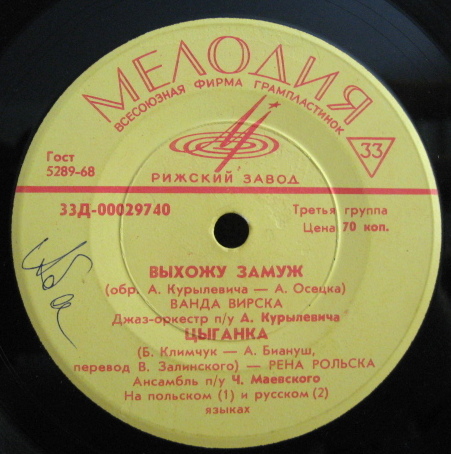 МЕЛОДИЯ
ВСЕСОЮЗНАЯ ФИРМА ГРАМПЛАСТИНОК
33
РИЖСКИЙ ЗАВОД
Гост
5289-68
33Д-00029740
Третья группа
Цена 70 коп.
ВЫХОЖУ ЗАМУЖ
(обр. А. Курылевича — А. Осецка)
ВАНДА ВИРСКА
Джаз-оркестр п/у А. Курылевича
ЦЫГАНКА
(Б. Климчук — А. Биануш,
перевод В. Залинского) — РЕНА РОЛЬСКА
Ансамбль п/у Ч. Маевского
На польском (1) и русском (2)
языках